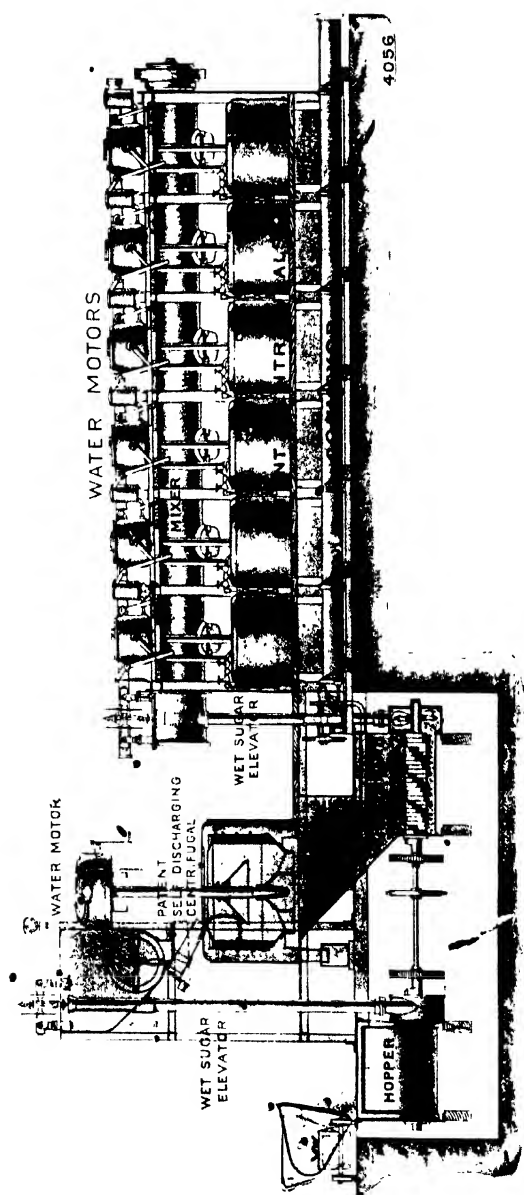 WATER MOTOR
WATER MOTORS
PATENT
SELF DISCHARGING
CENTRIFUGAL
MIXER
WET SUGAR
ELEVATOR
WET SUGAR
ELEVATOR
HOPPER
4056